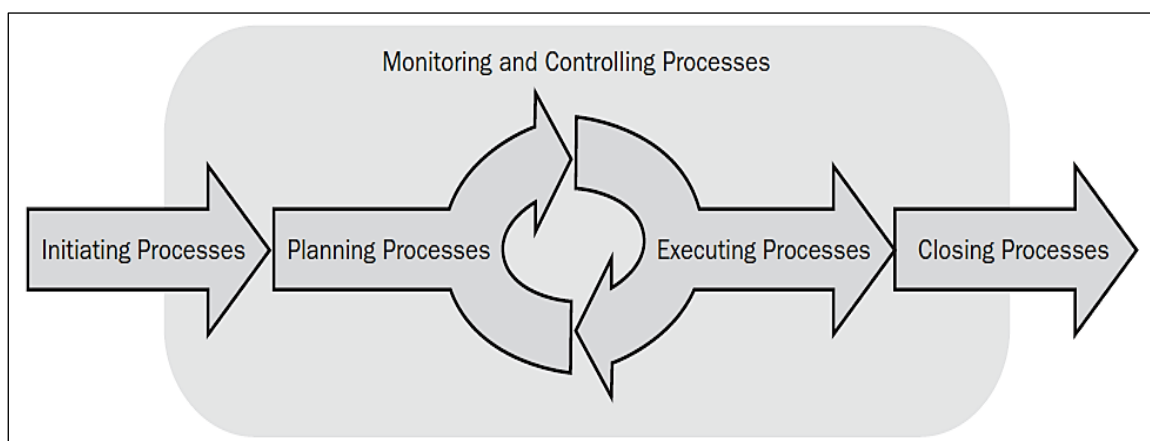 Monitoring and Controlling Processes
Initiating Processes
Planning Processes
Executing Processes
Closing Processes